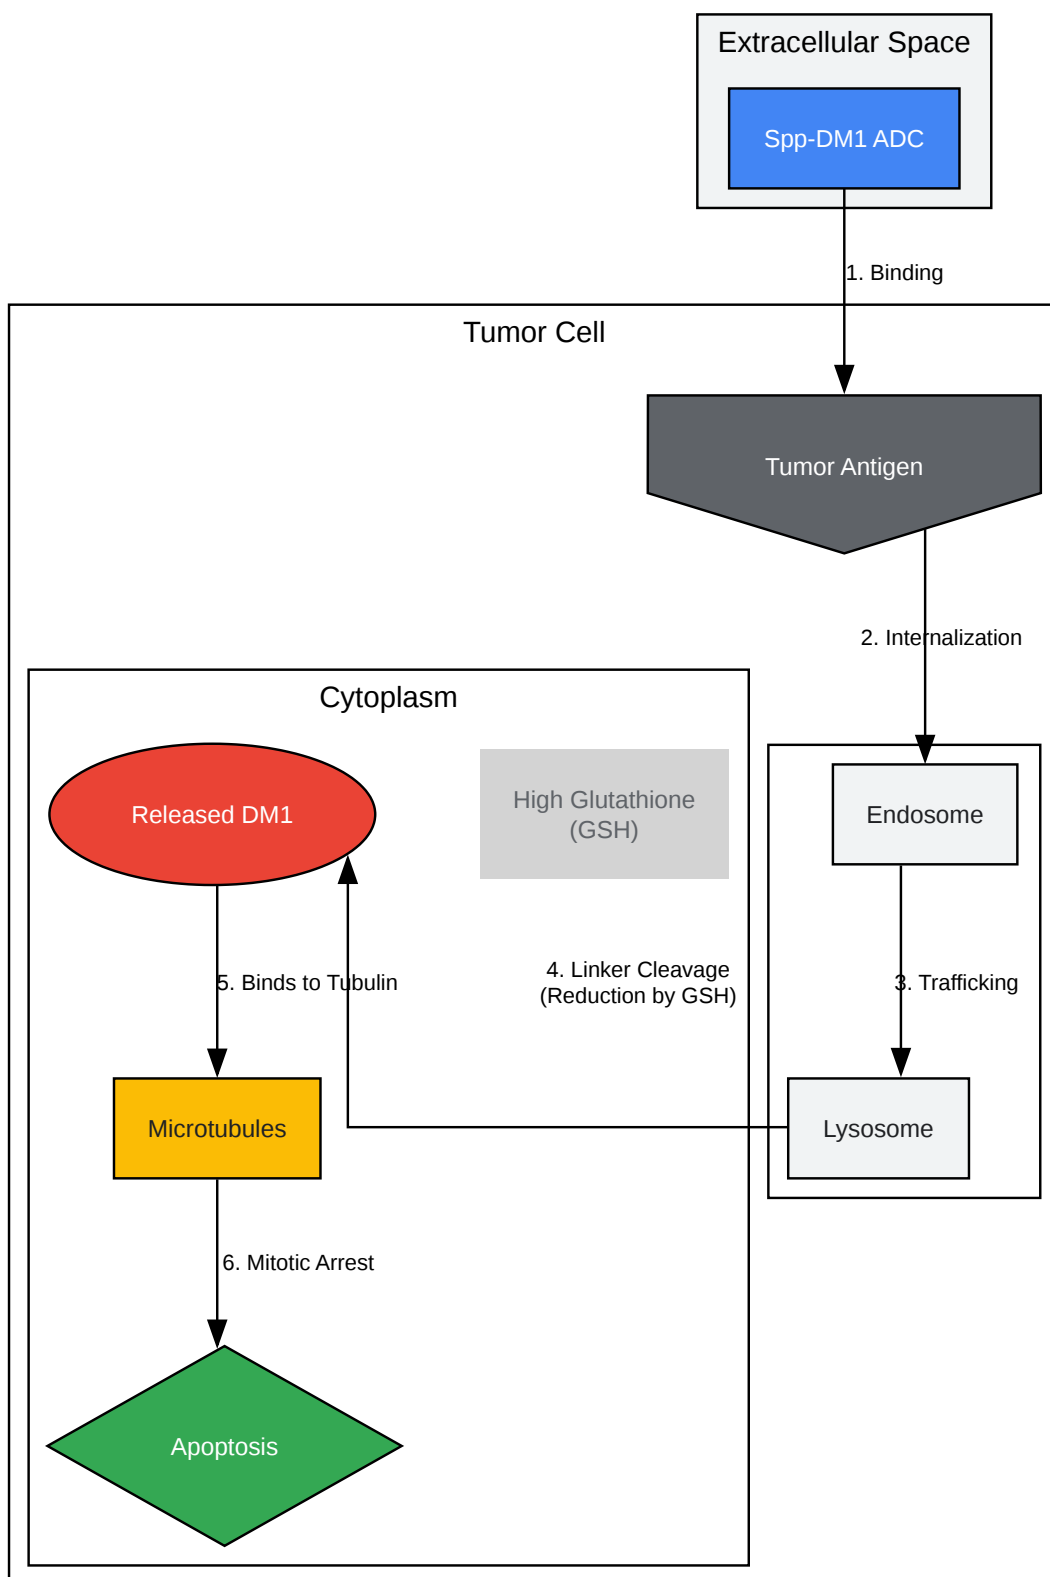 Extracellular Space
Spp-DM1 ADC
1. Binding
Tumor Cell
Tumor Antigen
2. Internalization
Cytoplasm
Released DM1
High Glutathione
(GSH)
Endosome
5. Binds to Tubulin
4. Linker Cleavage
(Reduction by GSH)
3. Trafficking
Microtubules
Lysosome
6. Mitotic Arrest
Apoptosis